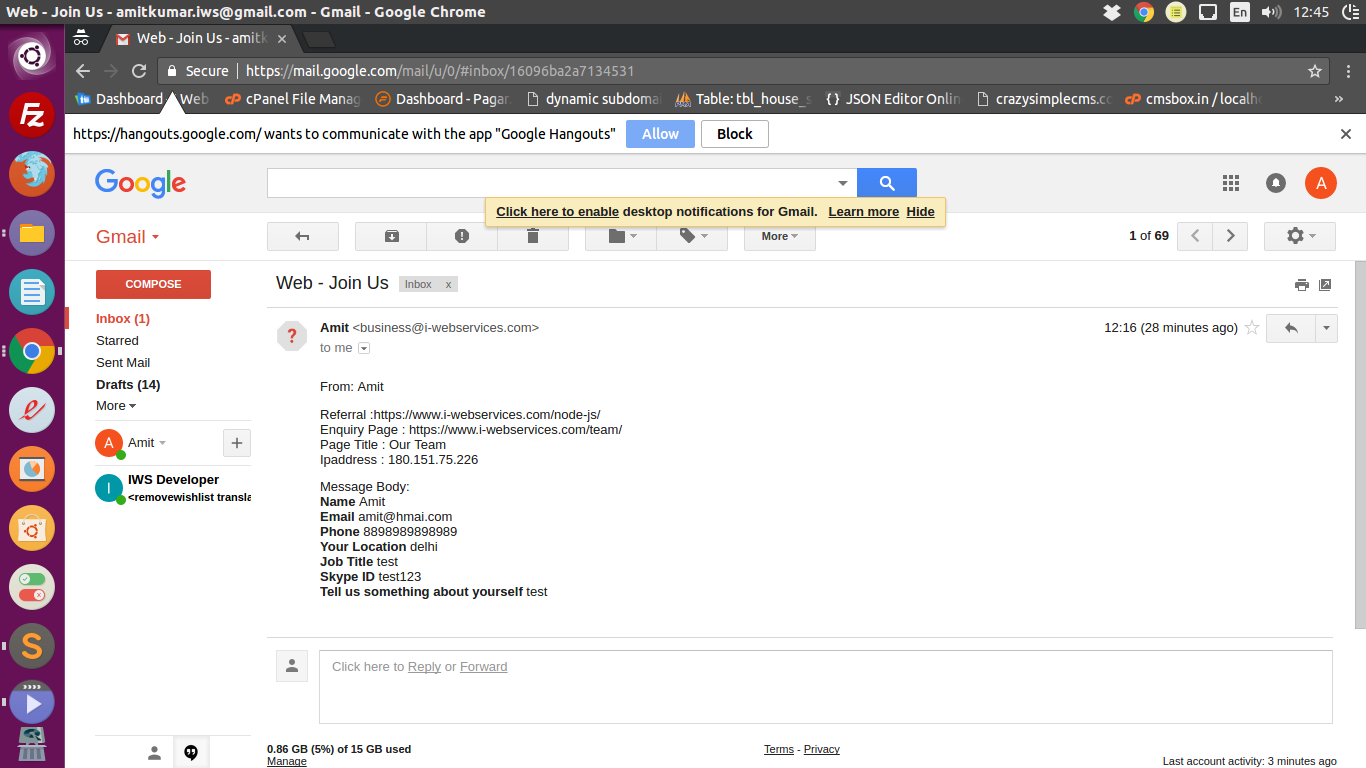 Web - Join Us - amitkumar.iws@gmail.com - Gmail - Google Chrome
En 12:45
Web - Join Us - amitk
Secure https://mail.google.com/mail/u/0/#inbox/16096ba2a7134531
Dashboard - Web cPanel File Manag Dashboard - Pagar. dynamic subdomai Table: tbl_house_s {} JSON Editor Onlin crazysimplecms.co cmsbox.in / localho »
https://hangouts.google.com/ wants to communicate with the app "Google Hangouts" Allow Block
Google
A
Click here to enable desktop notifications for Gmail. Learn more Hide
Gmail
More
1 of 69
COMPOSE
Web - Join Us Inbox x
Inbox (1)
Starred
Sent Mail
Drafts (14)
More
A Amit +
I IWS Developer
<removewishlist transla
?
Amit <business@i-webservices.com>
12:16 (28 minutes ago)
to me
From: Amit
Referral :https://www.i-webservices.com/node-js/
Enquiry Page : https://www.i-webservices.com/team/
Page Title : Our Team
Ipaddress : 180.151.75.226
Message Body:
Name Amit
Email amit@hmai.com
Phone 8898989898989
Your Location delhi
Job Title test
Skype ID test123
Tell us something about yourself test
Click here to Reply or Forward
0.86 GB (5%) of 15 GB used
Manage
Terms - Privacy
Last account activity: 3 minutes ago